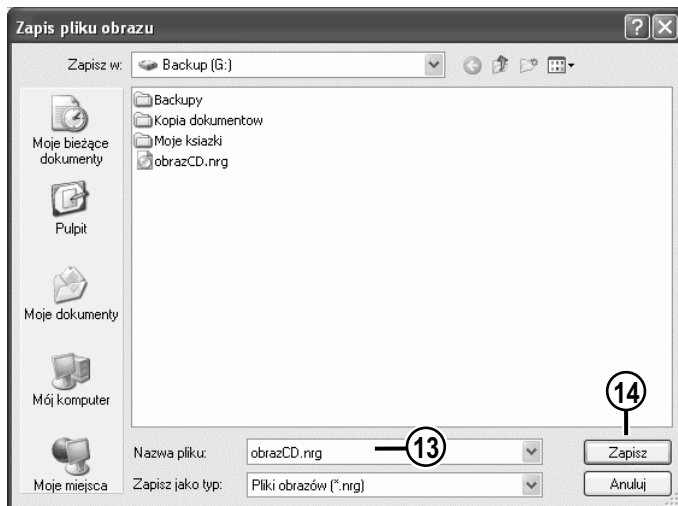 Zapis pliku obrazu
Zapisz w: Backup (G:)
Moje bieżące
dokumenty
Pulpit
Moje dokumenty
Mój komputer
Moje miejsca
Backupy
Kopia dokumentow
Moje ksiazki
obrazCD.nrg
14
Nazwa pliku: obrazCD.nrg 13 Zapisz
Zapisz jako typ: Pliki obrazów (*.nrg) Anuluj